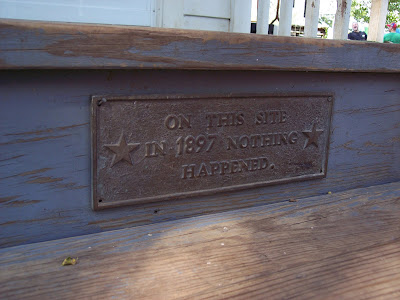 ON THIS SITE
IN 1897 NOTHING
HAPPENED.